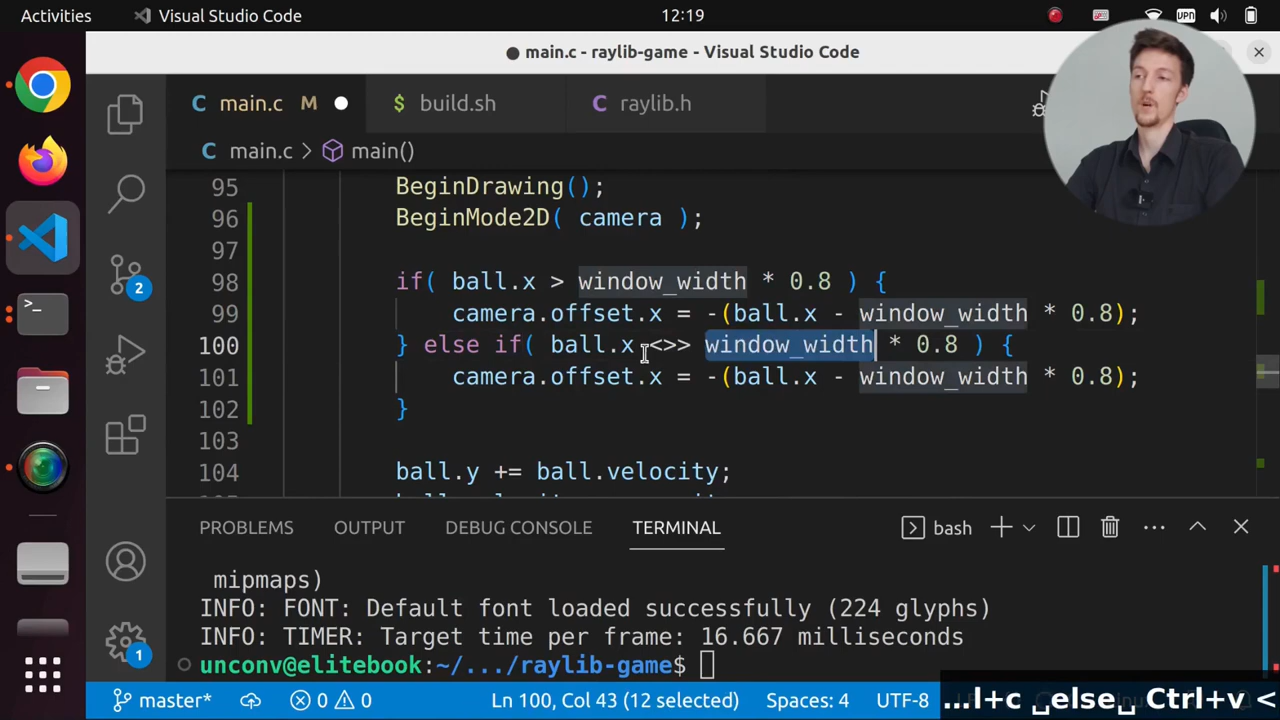 Activities Visual Studio Code 12:19 VPN
main.c - raylib-game - Visual Studio Code
C main.c M $ build.sh C raylib.h
C main.c > main()
95 BeginDrawing();
96 BeginMode2D( camera );
97
98 if( ball.x > window_width * 0.8 ) {
99 camera.offset.x = -(ball.x - window_width * 0.8);
100 } else if( ball.x <>> window_width * 0.8 ) {
101 camera.offset.x = -(ball.x - window_width * 0.8);
102 }
103
104 ball.y += ball.velocity;
2
1
PROBLEMS OUTPUT DEBUG CONSOLE TERMINAL bash
mipmaps)
INFO: FONT: Default font loaded successfully (224 glyphs)
INFO: TIMER: Target time per frame: 16.667 milliseconds
unconv@elitebook:~/.../raylib-game$
master* 0 0 Ln 100, Col 43 (12 selected) Spaces: 4 UTF-8
...l+c ␣else␣ Ctrl+v <